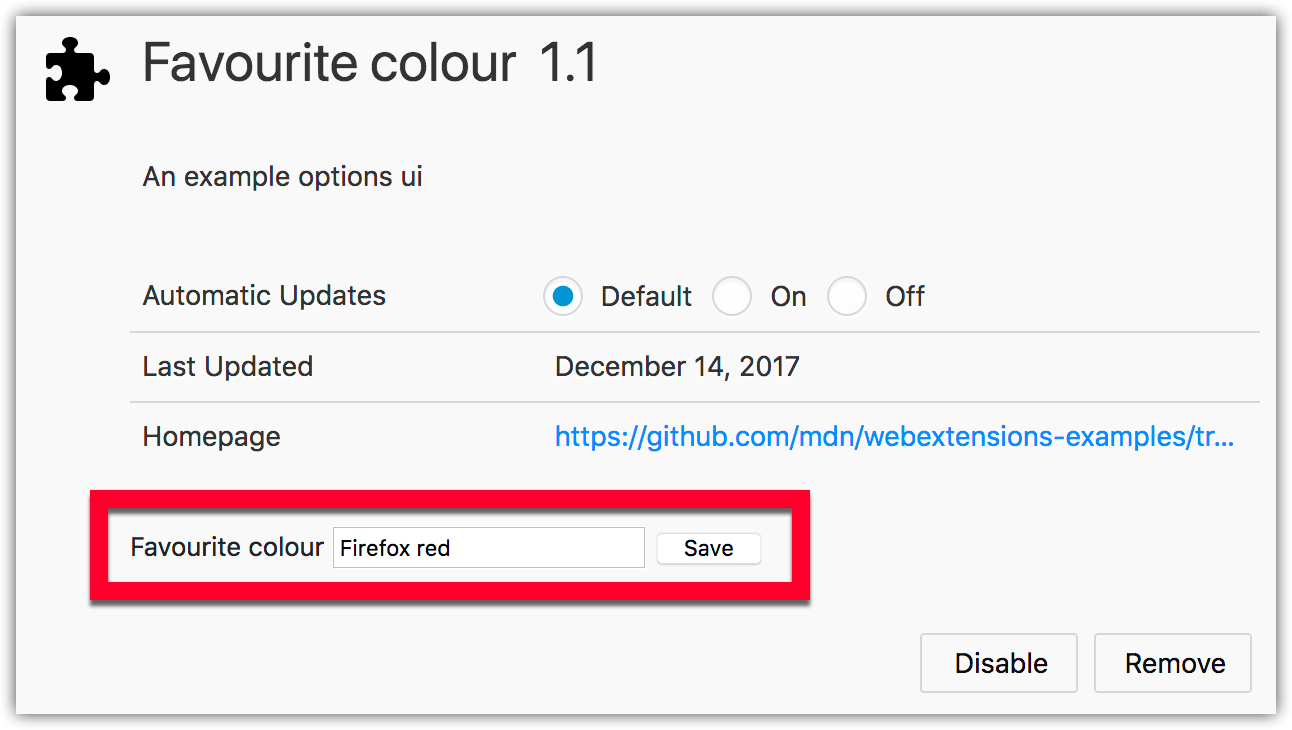 Favourite colour 1.1
An example options ui
Automatic Updates Default On Off
Last Updated December 14, 2017
Homepage https://github.com/mdn/webextensions-examples/tr...
Favourite colour Firefox red Save
Disable Remove